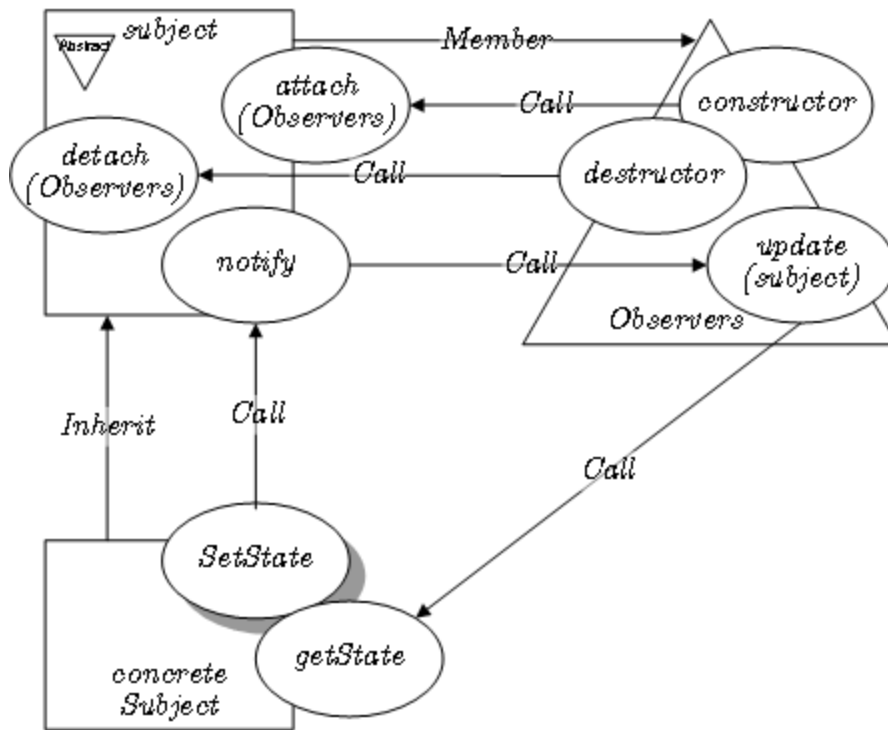 subject
Abstract
Member
attach
(Observers)
Call
constructor
detach
(Observers)
Call
destructor
notify
Call
update
(subject)
Observers
Inherit
Call
Call
SetState
getState
concrete
Subject